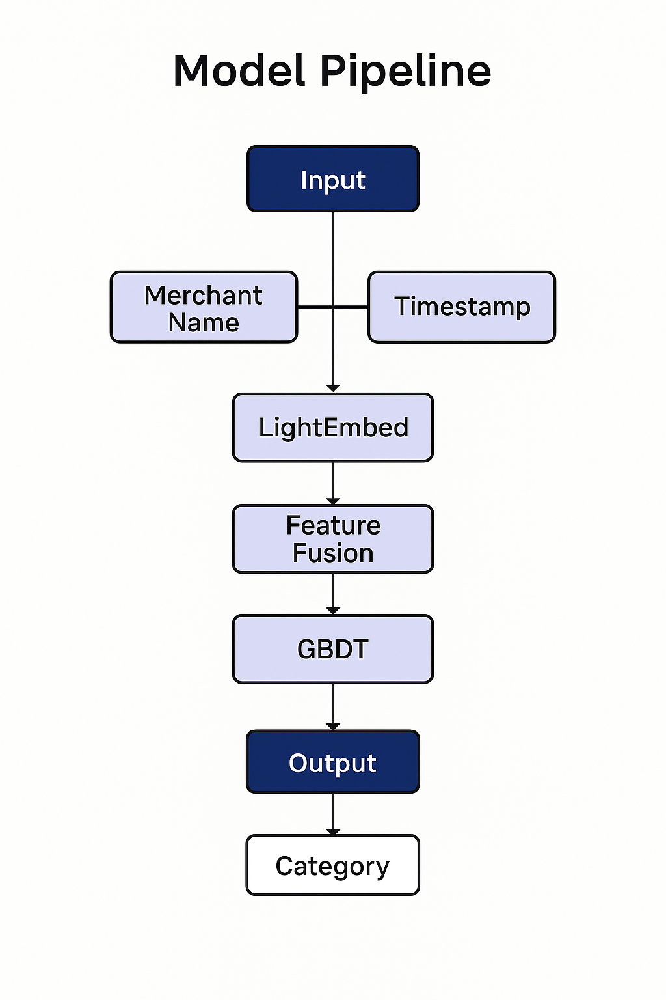 Model Pipeline
Input
Merchant
Name
Timestamp
LightEmbed
Feature
Fusion
GBDT
Output
Category